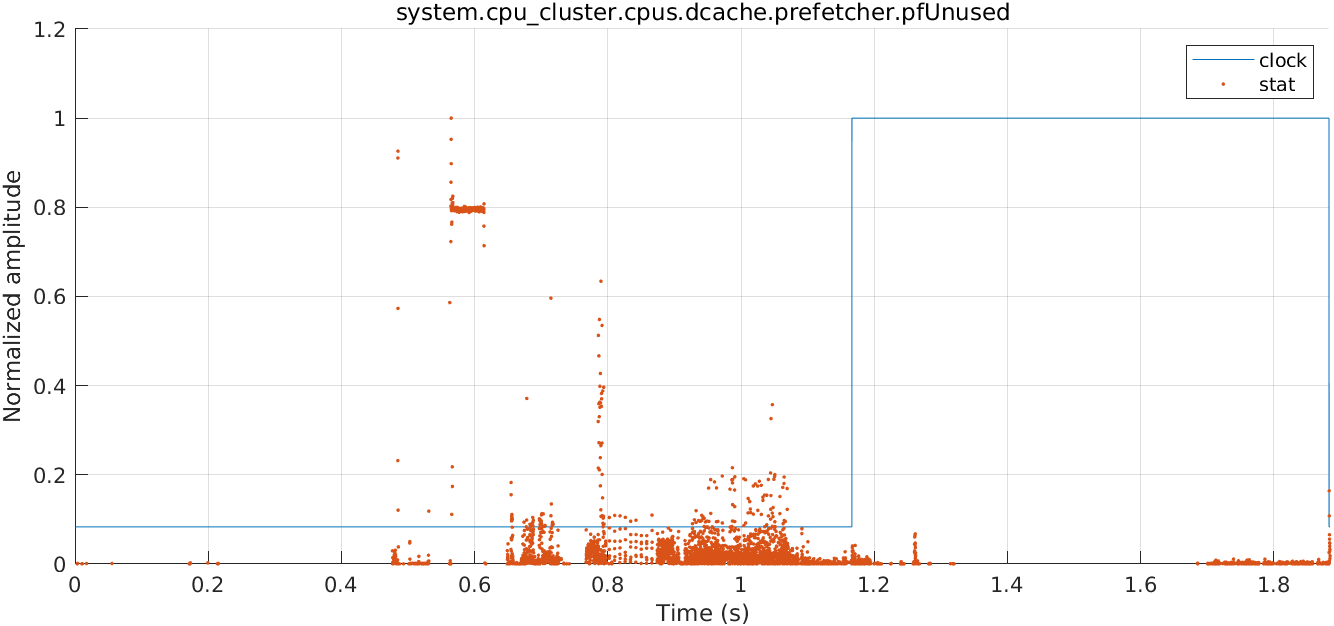 system.cpu_cluster.cpus.dcache.prefetcher.pfUnused
1.2
1
0.8
0.6
0.4
0.2
0
Normalized amplitude
clock
stat
0 0.2 0.4 0.6 0.8 1 1.2 1.4 1.6 1.8
Time (s)